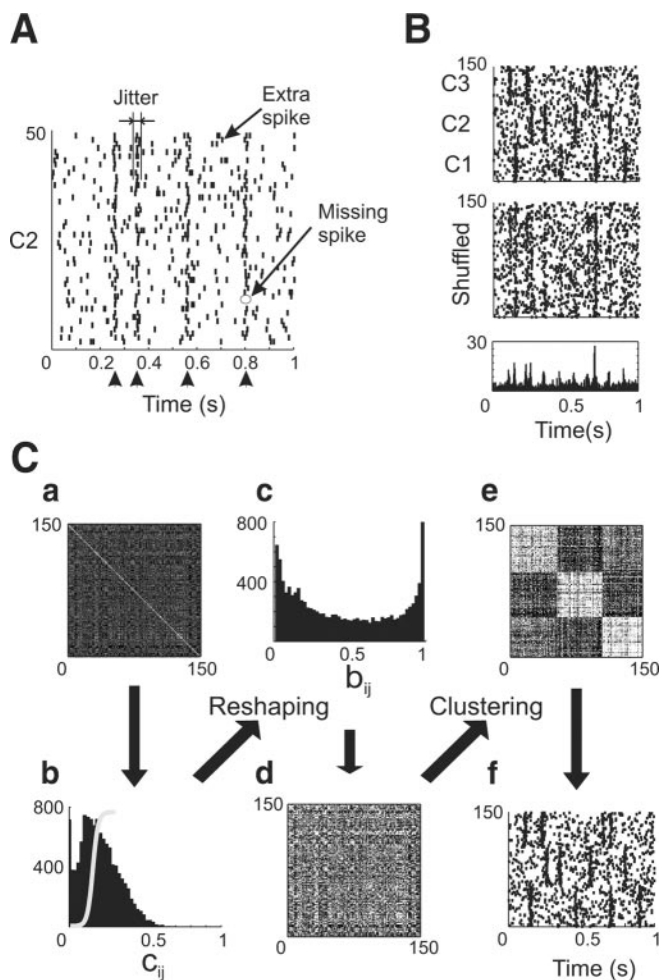 A
B
Jitter
Extra
spike
50
C2
Missing
spike
0
0.2
0.4
0.6
0.8
1
Time (s)
150
C3
C2
C1
150
Shuffled
30
0
0.5
1
Time(s)
C
a
150
0
150
c
800
400
0
0.5
1
bij
e
150
0
150
Reshaping
Clustering
b
800
400
0
0.5
1
cij
d
150
0
150
f
150
0
0.5
1
Time (s)